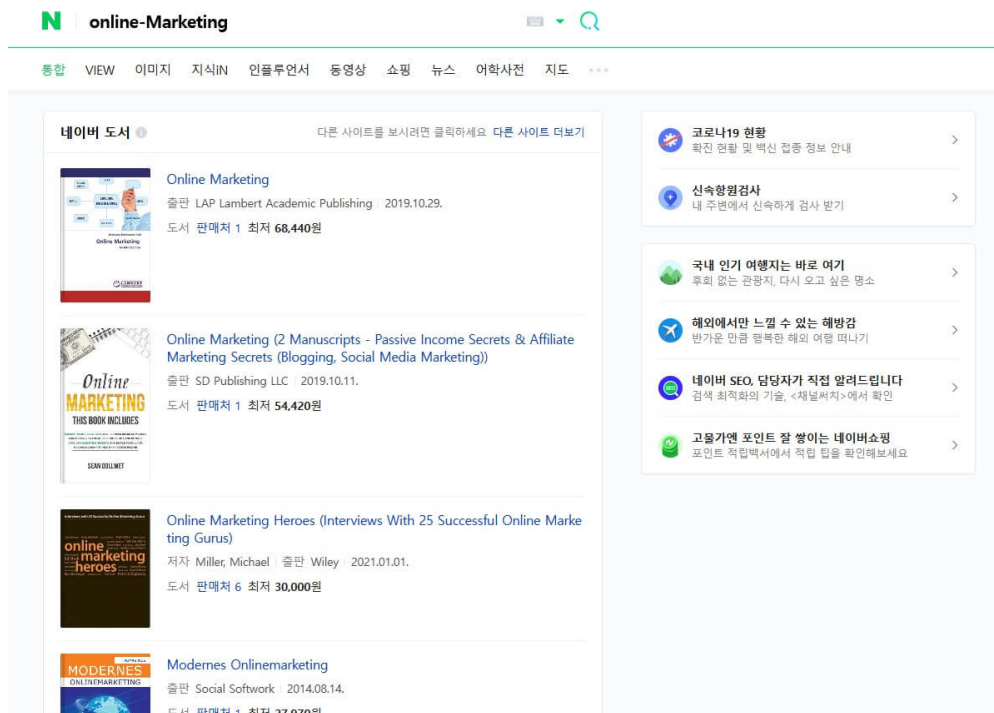 N online-Marketing
통합 VIEW 이미지 지식iN 인플루언서 동영상 쇼핑 뉴스 어학사전 지도
네이버 도서
다른 사이트를 보시려면 클릭하세요 다른 사이트 더보기
Online Marketing
Online Marketing
출판 LAP Lambert Academic Publishing 2019.10.29.
도서 판매처 1 최저 68,440원
Online
MARKETING
THIS BOOK INCLUDES
SEAN DOLLWET
Online Marketing (2 Manuscripts - Passive Income Secrets & Affiliate
Marketing Secrets (Blogging, Social Media Marketing))
출판 SD Publishing LLC 2019.10.11.
도서 판매처 1 최저 54,420원
online
marketing
heroes
Online Marketing Heroes (Interviews With 25 Successful Online Marke
ting Gurus)
저자 Miller, Michael 출판 Wiley 2021.01.01.
도서 판매처 6 최저 30,000원
MODERNES
ONLINEMARKETING
Modernes Onlinemarketing
출판 Social Softwork 2014.08.14.
코로나19 현황
확진 현황 및 백신 접종 정보 안내
신속항원검사
내 주변에서 신속하게 검사 받기
국내 인기 여행지는 바로 여기
후회 없는 관광지, 다시 오고 싶은 명소
해외에서만 느낄 수 있는 해방감
반가운 만큼 행복한 해외 여행 떠나기
SEO
네이버 SEO, 담당자가 직접 알려드립니다
검색 최적화의 기술, <채널써치>에서 확인
고물가엔 포인트 잘 쌓이는 네이버쇼핑
포인트 적립백서에서 적립 팁을 확인해보세요